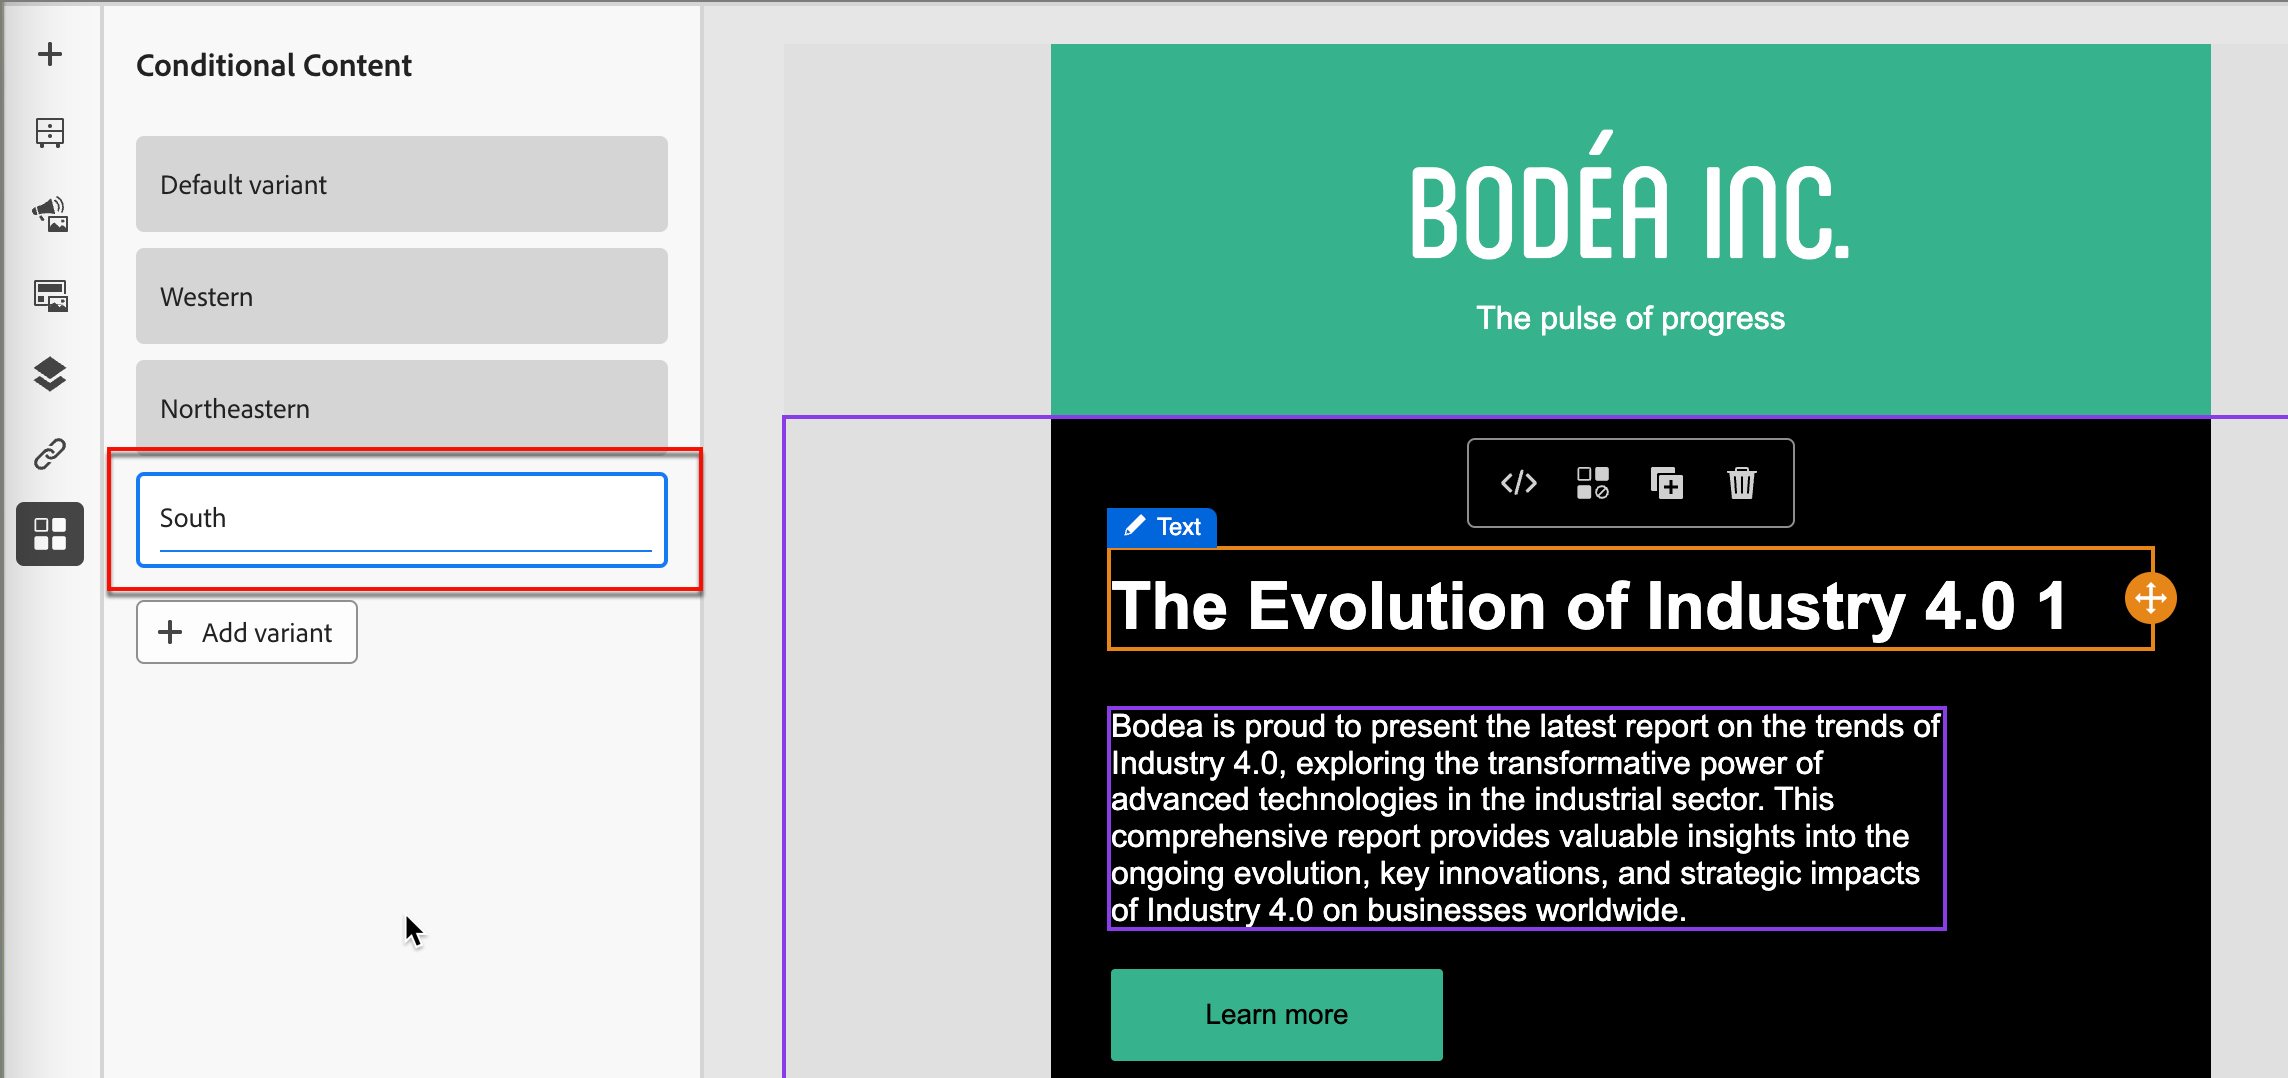 Conditional Content
Default variant
Western
Northeastern
South
Add variant
BODÉA INC.
The pulse of progress
Text
The Evolution of Industry 4.0 1
Bodea is proud to present the latest report on the trends of
Industry 4.0, exploring the transformative power of
advanced technologies in the industrial sector. This
comprehensive report provides valuable insights into the
ongoing evolution, key innovations, and strategic impacts
of Industry 4.0 on businesses worldwide.
Learn more